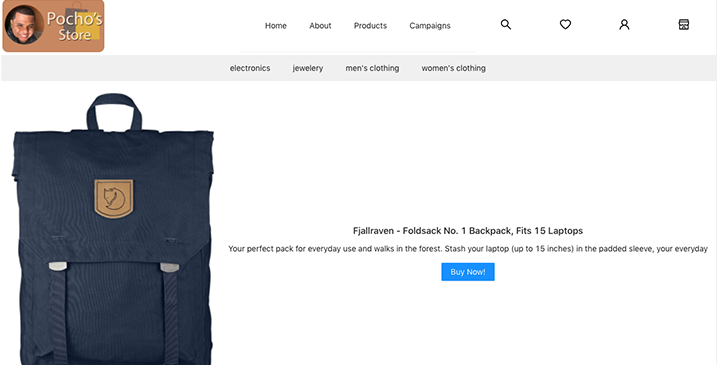 Pocho's
Store
Home
About
Products
Campaigns
electronics
jewelery
men's clothing
women's clothing
Fjallraven - Foldsack No. 1 Backpack, Fits 15 Laptops
Your perfect pack for everyday use and walks in the forest. Stash your laptop (up to 15 inches) in the padded sleeve, your everyday
Buy Now!